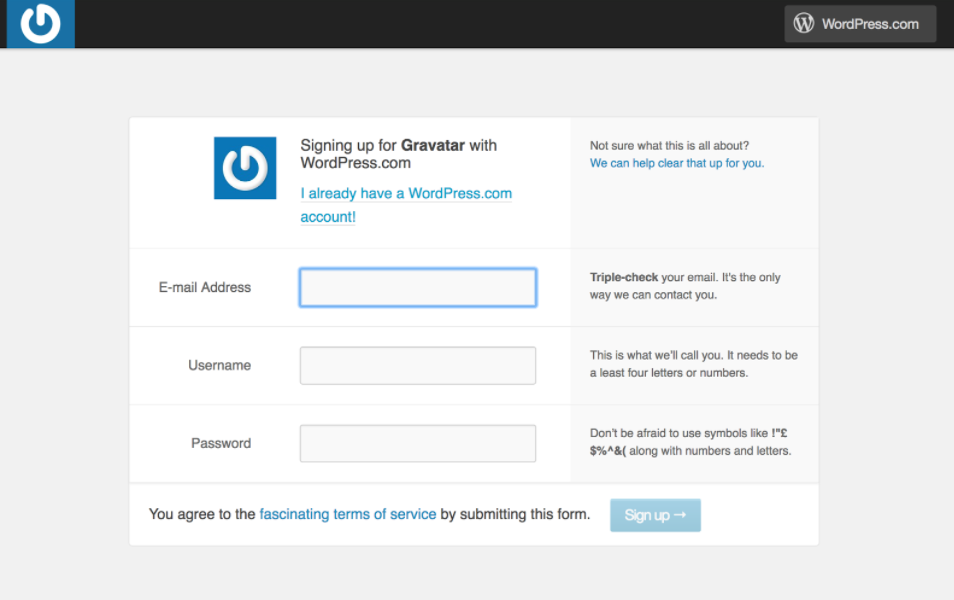 WordPress.com
Signing up for Gravatar with
WordPress.com
I already have a WordPress.com
account!
Not sure what this is all about?
We can help clear that up for you.
E-mail Address
Triple-check your email. It's the only
way we can contact you.
Username
This is what we'll call you. It needs to be
a least four letters or numbers.
Password
Don't be afraid to use symbols like !"£
$%^&( along with numbers and letters.
You agree to the fascinating terms of service by submitting this form.
Sign up →